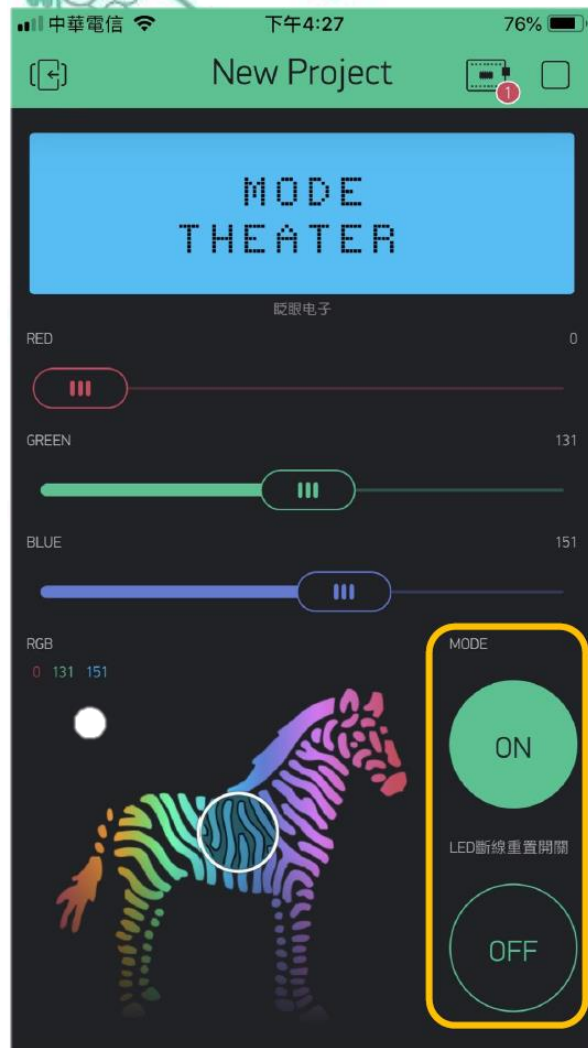 中華電信 下午4:27 76%
New Project
1
MODE
THEATER
眨眼电子
RED 0
GREEN 131
BLUE 151
RGB MODE
0 131 151
ON
LED斷線重置開關
OFF